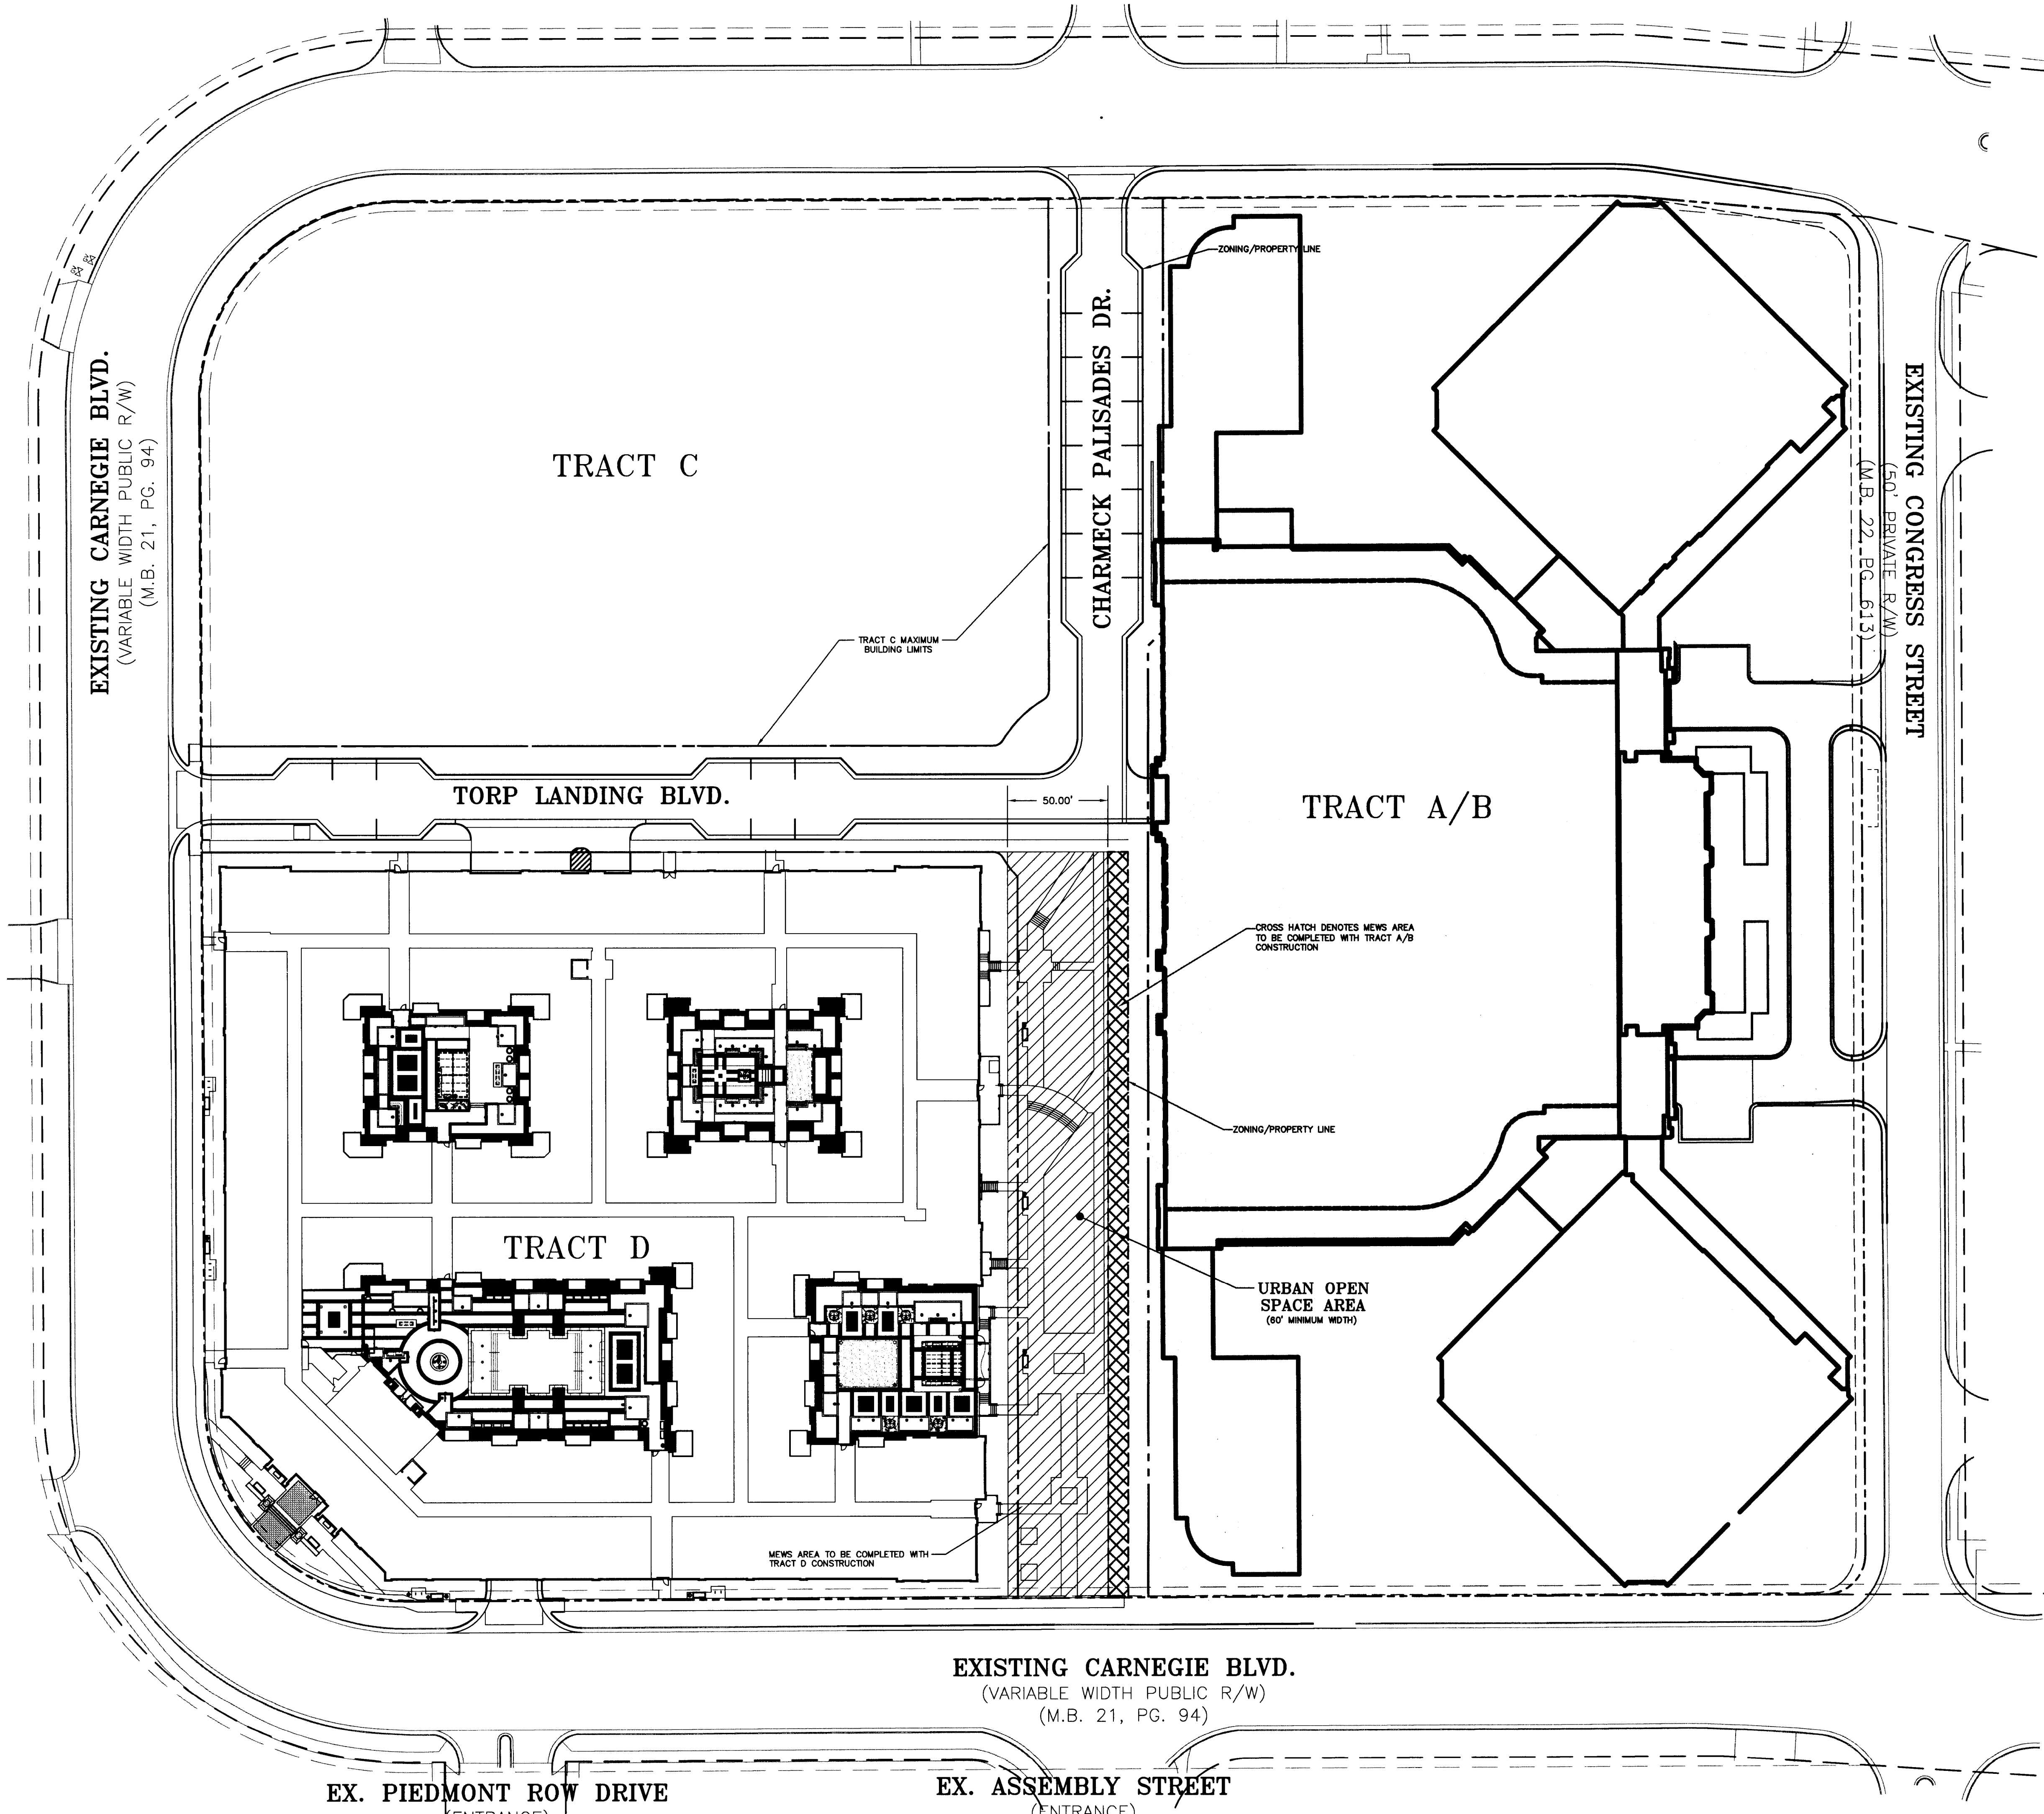 ZONING/PROPERTY LINE
EXISTING CARNEGIE BLVD.
(VARIABLE WIDTH PUBLIC R/W)
(M.B. 21, PG. 94)
TRACT C
CHARMECK PALISADES DR.
EXISTING CONGRESS STREET
(50' PRIVATE R/W)
(M.B. 22, PG. 613)
TRACT C MAXIMUM
BUILDING LIMITS
TORP LANDING BLVD.
50.00'
TRACT A/B
CROSS HATCH DENOTES MEWS AREA
TO BE COMPLETED WITH TRACT A/B
CONSTRUCTION
ZONING/PROPERTY LINE
TRACT D
URBAN OPEN
SPACE AREA
(60' MINIMUM WIDTH)
MEWS AREA TO BE COMPLETED WITH
TRACT D CONSTRUCTION
EXISTING CARNEGIE BLVD.
(VARIABLE WIDTH PUBLIC R/W)
(M.B. 21, PG. 94)
EX. PIEDMONT ROW DRIVE
(ENTRANCE)
EX. ASSEMBLY STREET
(ENTRANCE)